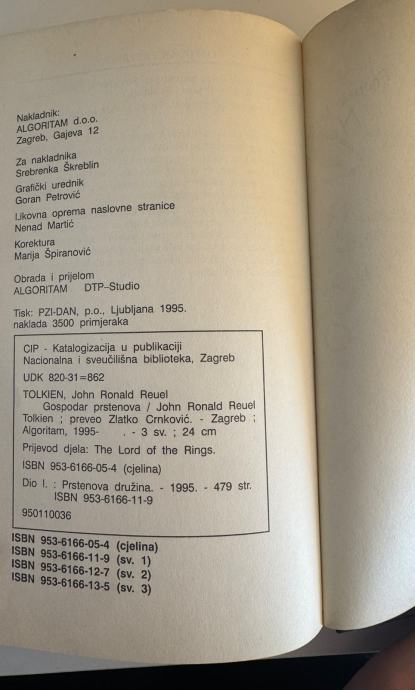 Nakladnik:
ALGORITAM d.o.o.
Zagreb, Gajeva 12
Za nakladnika
Srebrenka Škreblin
Grafički urednik
Goran Petrović
Likovna oprema naslovne stranice
Nenad Martić
Korektura
Marija Špiranović
Obrada i prijelom
ALGORITAM DTP–Studio
Tisk: PZI-DAN, p.o., Ljubljana 1995.
naklada 3500 primjeraka
CIP - Katalogizacija u publikaciji
Nacionalna i sveučilišna biblioteka, Zagreb
UDK 820-31=862
TOLKIEN, John Ronald Reuel
Gospodar prstenova / John Ronald Reuel
Tolkien ; preveo Zlatko Crnković. - Zagreb ;
Algoritam, 1995- . - 3 sv. ; 24 cm
Prijevod djela: The Lord of the Rings.
ISBN 953-6166-05-4 (cjelina)
Dio I. : Prstenova družina. - 1995. - 479 str.
ISBN 953-6166-11-9
950110036
ISBN 953-6166-05-4 (cjelina)
ISBN 953-6166-11-9 (sv. 1)
ISBN 953-6166-12-7 (sv. 2)
ISBN 953-6166-13-5 (sv. 3)